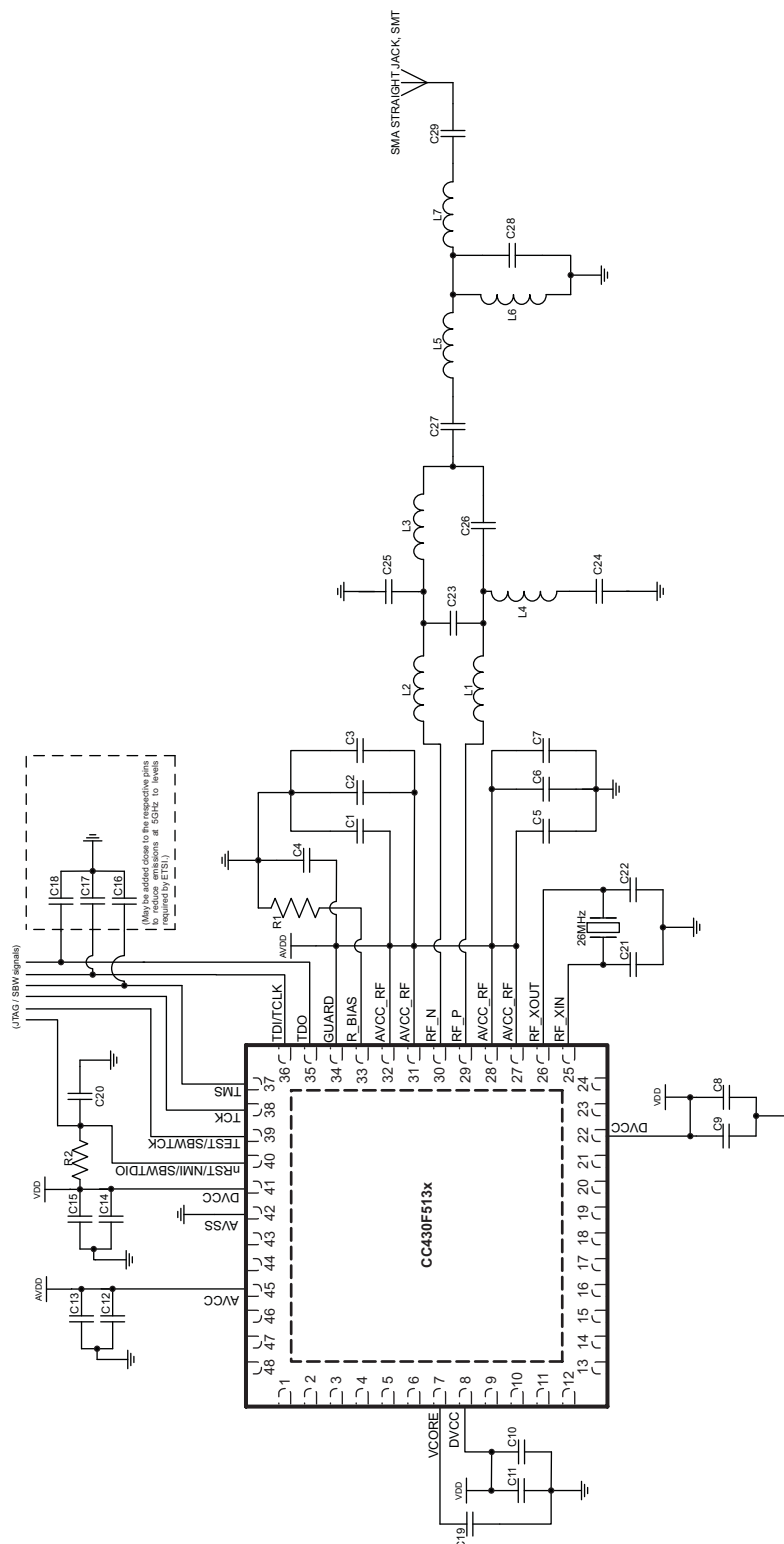 SMA STRAIGHT JACK, SMT
C29
L7
C28
L6
L5
C27
L3
C26
C25
C23
C24
L4
L2
L1
C3
C2
C1
C4
R1
AVDD
C7
C6
C5
C22
26MHz
C21
(May be added close to the respective pins
to reduce emissions at 5GHz to levels
required by ETSI.)
C18
C17
C16
(JTAG / SBW signals)
TDI/TCLK
TDO
GUARD
R_BIAS
AVCC_RF
AVCC_RF
RF_N
RF_P
AVCC_RF
AVCC_RF
RF_XOUT
RF_XIN
36
35
34
33
32
31
30
29
28
27
26
25
C20
R2
VDD
C15
C14
AVDD
C13
C12
TMS
TCK
TEST/SBWTCK
nRST/NMI/SBWTDIO
DVCC
AVSS
AVCC
37
38
39
40
41
42
43
44
45
46
47
48
CC430F513x
24
23
22
21
20
19
18
17
16
15
14
13
DVCC
VDD
C8
C9
1
2
3
4
5
6
7
8
9
10
11
12
VCORE
DVCC
VDD
C10
C11
C19